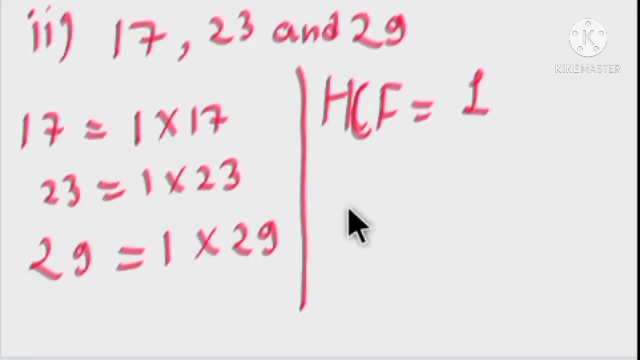 ii) 17, 23 and 29
17 = 1 × 17
23 = 1 × 23
29 = 1 × 29
HCF = 1
KINEMASTER